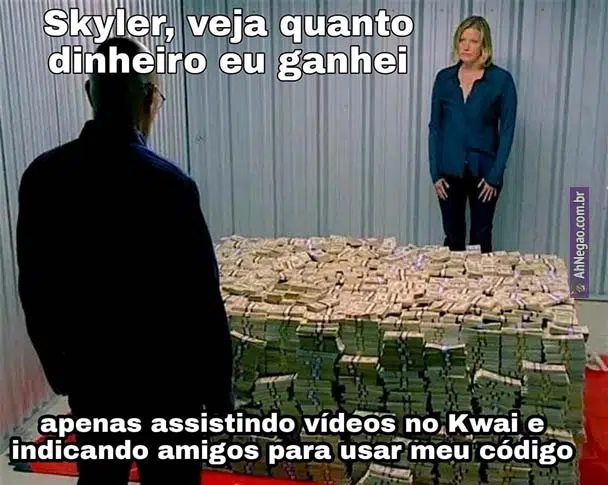 Skyler, veja quanto
dinheiro eu ganhei
AhNegao.com.br
apenas assistindo vídeos no Kwai e
indicando amigos para usar meu código